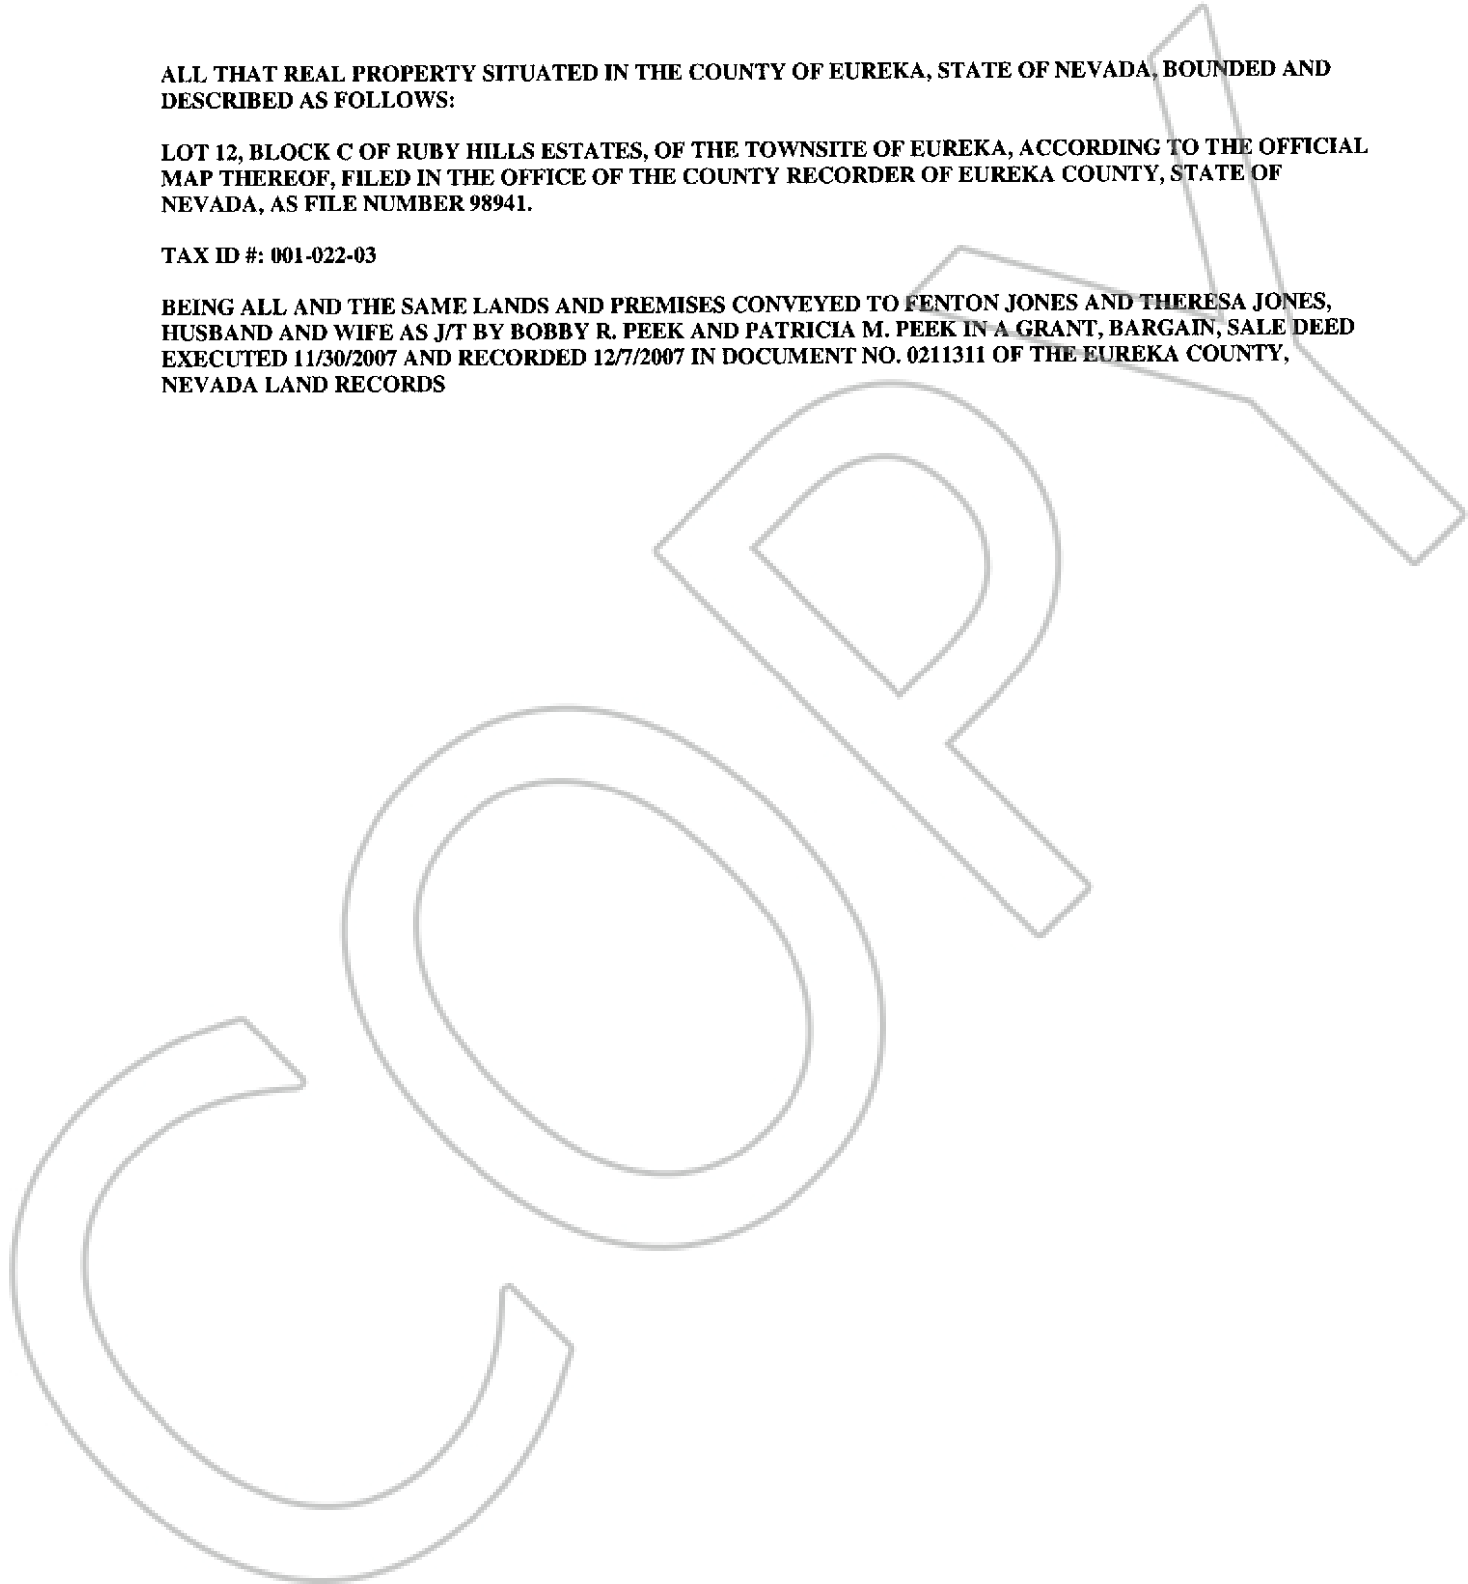 ALL THAT REAL PROPERTY SITUATED IN THE COUNTY OF EUREKA, STATE OF NEVADA, BOUNDED AND
DESCRIBED AS FOLLOWS:
LOT 12, BLOCK C OF RUBY HILLS ESTATES, OF THE TOWNSITE OF EUREKA, ACCORDING TO THE OFFICIAL
MAP THEREOF, FILED IN THE OFFICE OF THE COUNTY RECORDER OF EUREKA COUNTY, STATE OF
NEVADA, AS FILE NUMBER 98941.
TAX ID #: 001-022-03
BEING ALL AND THE SAME LANDS AND PREMISES CONVEYED TO FENTON JONES AND THERESA JONES,
HUSBAND AND WIFE AS J/T BY BOBBY R. PEEK AND PATRICIA M. PEEK IN A GRANT, BARGAIN, SALE DEED
EXECUTED 11/30/2007 AND RECORDED 12/7/2007 IN DOCUMENT NO. 0211311 OF THE EUREKA COUNTY,
NEVADA LAND RECORDS
COPY